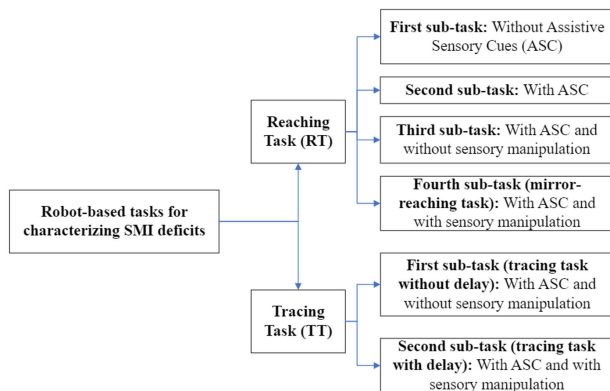 First sub-task: Without Assistive
Sensory Cues (ASC)
Second sub-task: With ASC
Reaching
Task (RT)
Third sub-task: With ASC and
without sensory manipulation
Fourth sub-task (mirror-
reaching task): With ASC and
with sensory manipulation
Robot-based tasks for
characterizing SMI deficits
First sub-task (tracing task
without delay): With ASC and
without sensory manipulation
Tracing
Task (TT)
Second sub-task (tracing task
with delay): With ASC and with
sensory manipulation